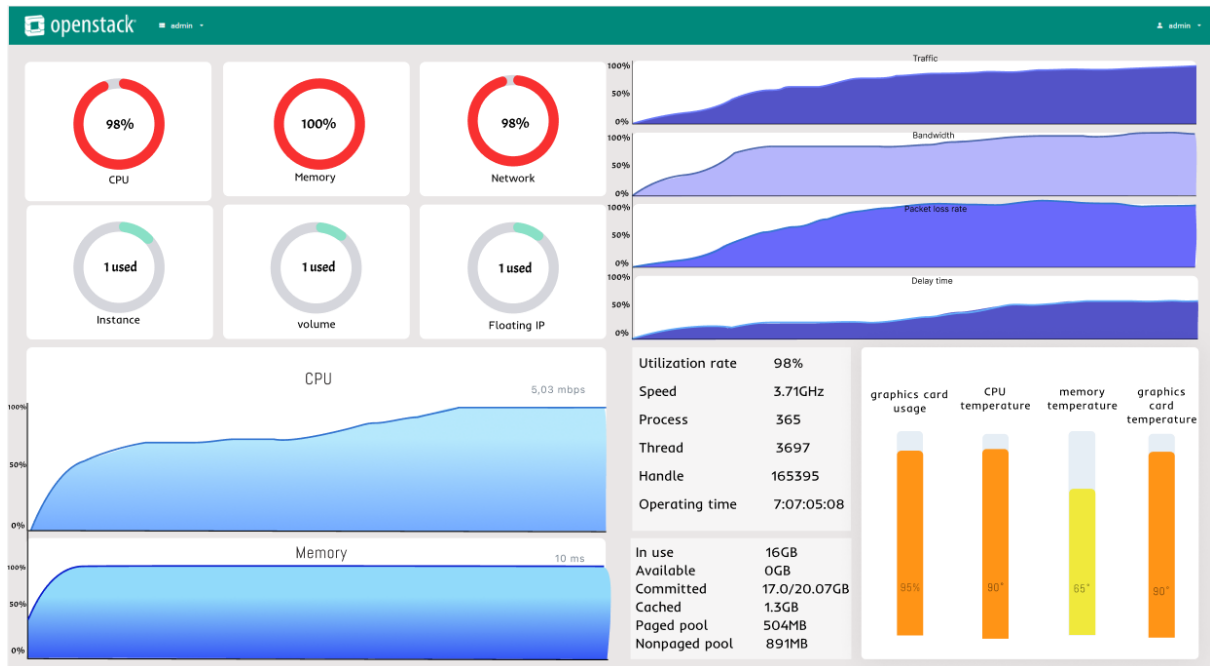 openstack
admin
admin
98%
CPU
100%
Memory
98%
Network
1 used
Instance
1 used
volume
1 used
Floating IP
Traffic
100%
50%
0%
Bandwidth
100%
50%
0%
Packet loss rate
100%
50%
0%
Delay time
100%
50%
0%
CPU
5,03 mbps
100%
50%
0%
Memory
10 ms
100%
50%
0%
Utilization rate 98%
Speed 3.71GHz
Process 365
Thread 3697
Handle 165395
Operating time 7:07:05:08
In use 16GB
Available 0GB
Committed 17.0/20.07GB
Cached 1.3GB
Paged pool 504MB
Nonpaged pool 891MB
graphics card
usage
95%
CPU
temperature
90°
memory
temperature
65°
graphics
card
temperature
90°